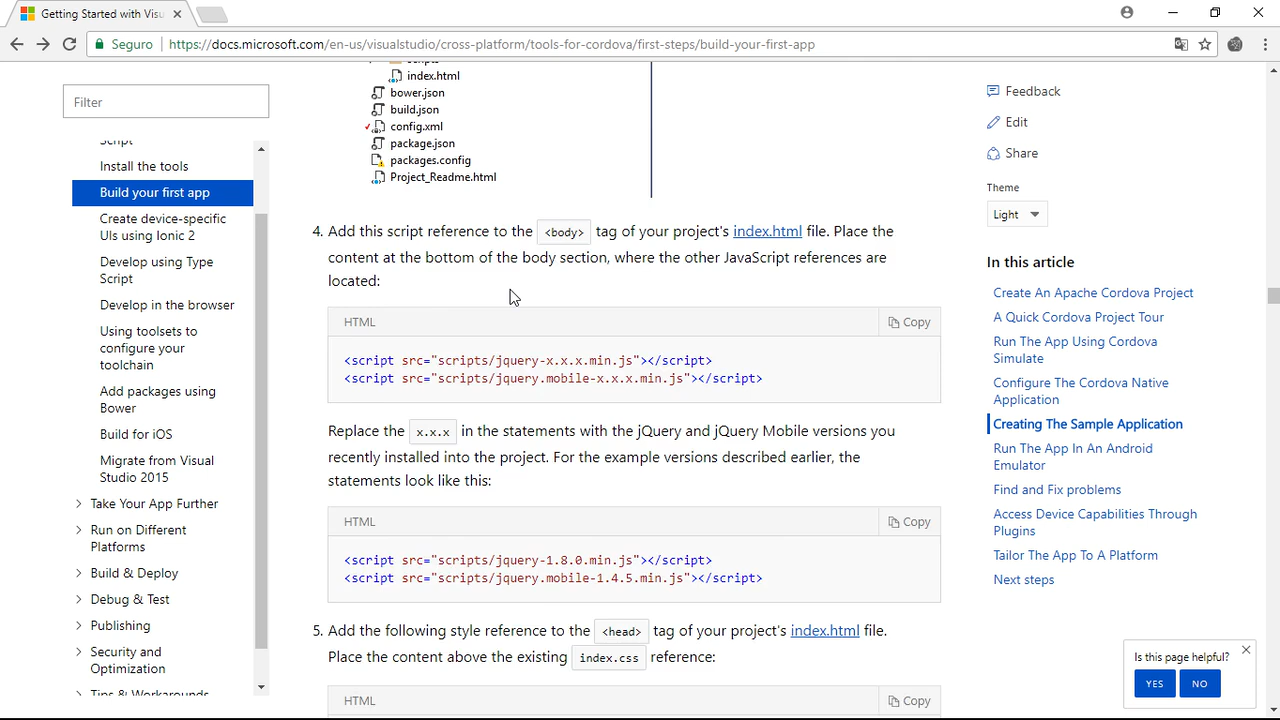 Getting Started with Visu
Seguro
https://docs.microsoft.com/en-us/visualstudio/cross-platform/tools-for-cordova/first-steps/build-your-first-app
Filter
Script
Install the tools
Build your first app
Create device-specific
UIs using Ionic 2
Develop using Type
Script
Develop in the browser
Using toolsets to
configure your
toolchain
Add packages using
Bower
Build for iOS
Migrate from Visual
Studio 2015
Take Your App Further
Run on Different
Platforms
Build & Deploy
Debug & Test
Publishing
Security and
Optimization
Tips & Workarounds
scripts
index.html
bower.json
build.json
config.xml
package.json
packages.config
Project_Readme.html
4. Add this script reference to the <body> tag of your project's index.html file. Place the
content at the bottom of the body section, where the other JavaScript references are
located:
HTML
Copy
<script src="scripts/jquery-x.x.x.min.js"></script>
<script src="scripts/jquery.mobile-x.x.x.min.js"></script>
Replace the x.x.x in the statements with the jQuery and jQuery Mobile versions you
recently installed into the project. For the example versions described earlier, the
statements look like this:
HTML
Copy
<script src="scripts/jquery-1.8.0.min.js"></script>
<script src="scripts/jquery.mobile-1.4.5.min.js"></script>
5. Add the following style reference to the <head> tag of your project's index.html file.
Place the content above the existing index.css reference:
HTML
Copy
Feedback
Edit
Share
Theme
Light
In this article
Create An Apache Cordova Project
A Quick Cordova Project Tour
Run The App Using Cordova
Simulate
Configure The Cordova Native
Application
Creating The Sample Application
Run The App In An Android
Emulator
Find and Fix problems
Access Device Capabilities Through
Plugins
Tailor The App To A Platform
Next steps
Is this page helpful?
YES
NO